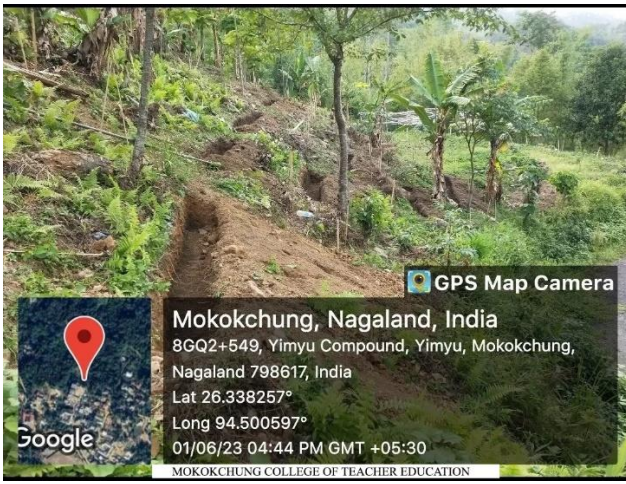 GPS Map Camera
Mokokchung, Nagaland, India
8GQ2+549, Yimyu Compound, Yimyu, Mokokchung,
Nagaland 798617, India
Lat 26.338257°
Long 94.500597°
01/06/23 04:44 PM GMT +05:30
Google
MOKOKCHUNG COLLEGE OF TEACHER EDUCATION